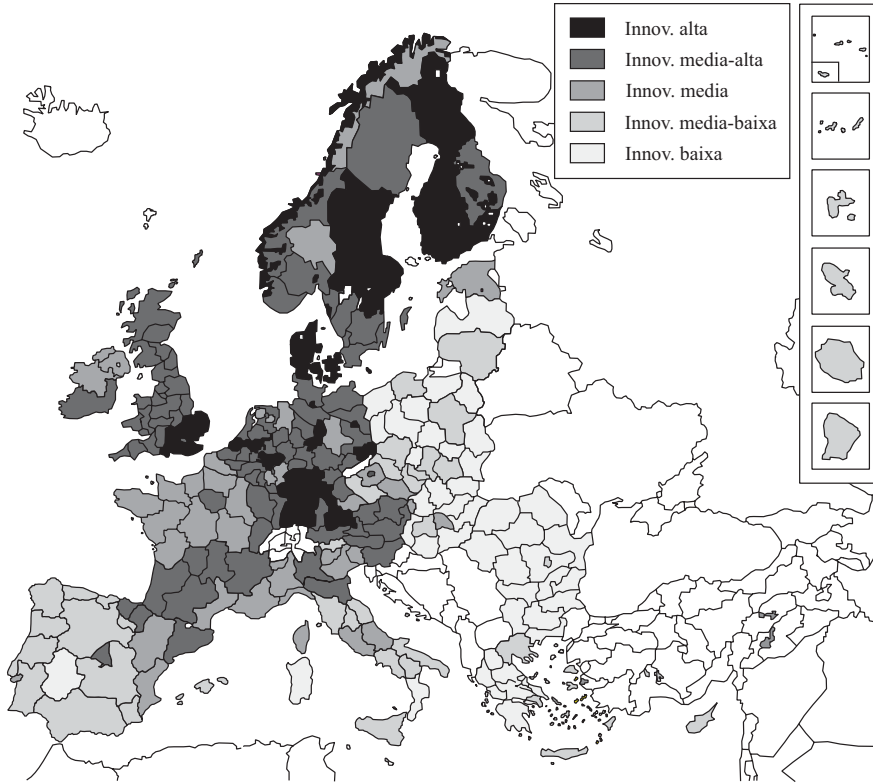 Innov. alta
Innov. media-alta
Innov. media
Innov. media-baixa
Innov. baixa